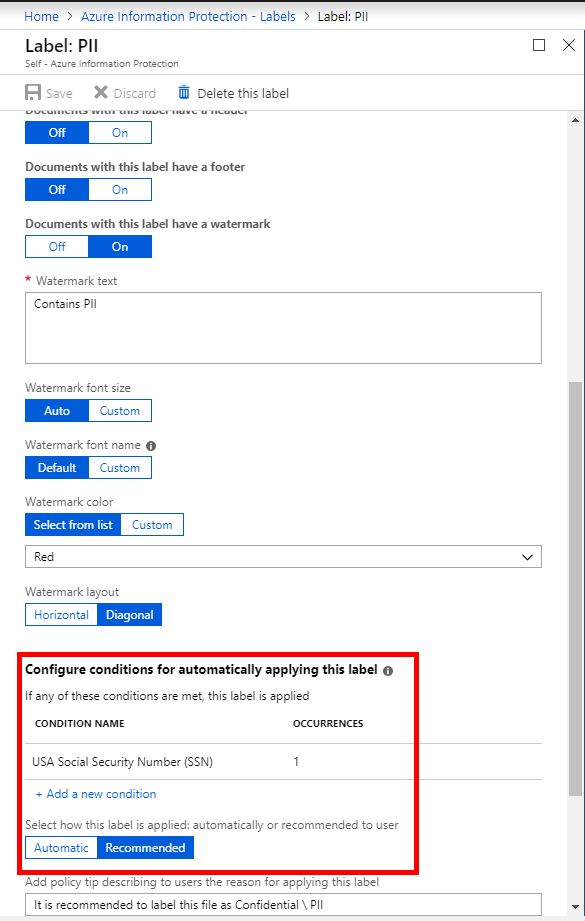 Home > Azure Information Protection - Labels > Label: PII
Label: PII
Self - Azure Information Protection
Save Discard Delete this label
Documents with this label have a header
Off On
Documents with this label have a footer
Off On
Documents with this label have a watermark
Off On
* Watermark text
Contains PII
Watermark font size
Auto Custom
Watermark font name
Default Custom
Watermark color
Select from list Custom
Red
Watermark layout
Horizontal Diagonal
Configure conditions for automatically applying this label
If any of these conditions are met, this label is applied
CONDITION NAME OCCURRENCES
USA Social Security Number (SSN) 1
+ Add a new condition
Select how this label is applied: automatically or recommended to user
Automatic Recommended
Add policy tip describing to users the reason for applying this label
It is recommended to label this file as Confidential \ PII